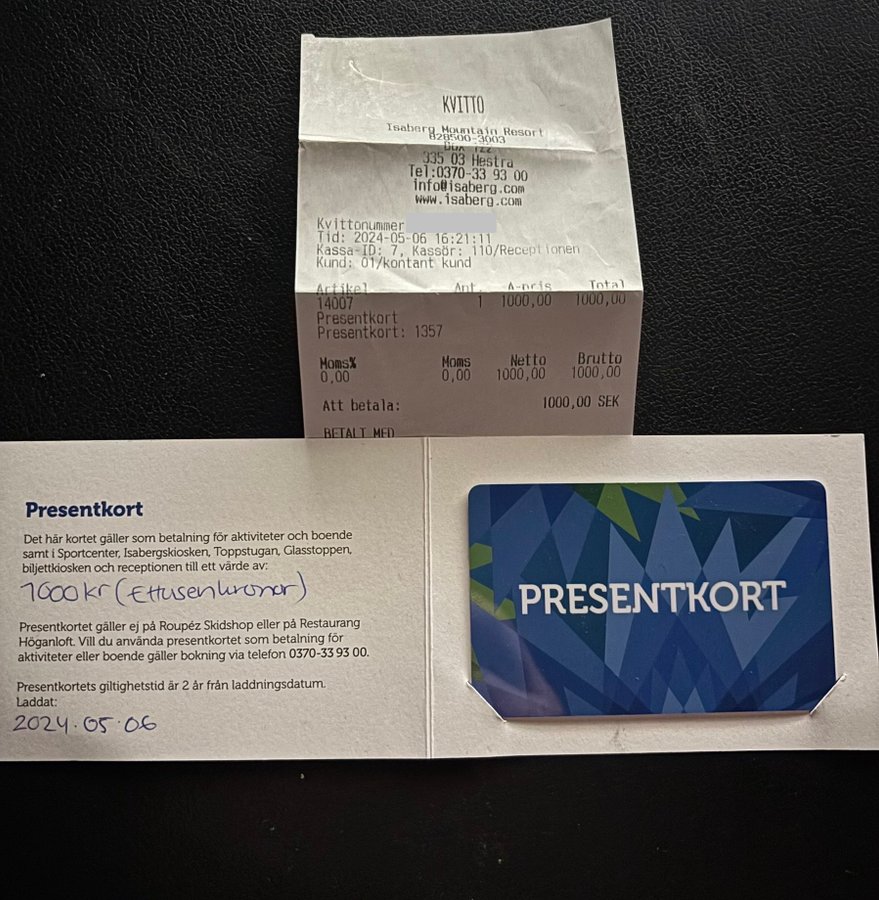 KVITTO
Isaberg Mountain Resort
828500-3003
Box 122
335 03 Hestra
Tel:0370-33 93 00
info@isaberg.com
www.isaberg.com
Kvittonummer
Tid: 2024-05-06 16:21:11
Kassa-ID: 7, Kassör: 110/Receptionen
Kund: 01/kontant kund
Artikel Ant. A-pris Total
14007 1 1000,00 1000,00
Presentkort
Presentkort: 1357
Moms% Moms Netto Brutto
0,00 0,00 1000,00 1000,00
Att betala: 1000,00 SEK
BETALT MED
Presentkort
Det här kortet gäller som betalning för aktiviteter och boende
samt i Sportcenter, Isabergskiosken, Toppstugan, Glasstoppen,
biljettkiosken och receptionen till ett värde av:
1000 kr (Ettusen kronor)
Presentkortet gäller ej på Roupéz Skidshop eller på Restaurang
Höganloft. Vill du använda presentkortet som betalning för
aktiviteter eller boende gäller bokning via telefon 0370-33 93 00.
Presentkortets giltighetstid är 2 år från laddningsdatum.
Laddat:
2024.05.06
PRESENTKORT